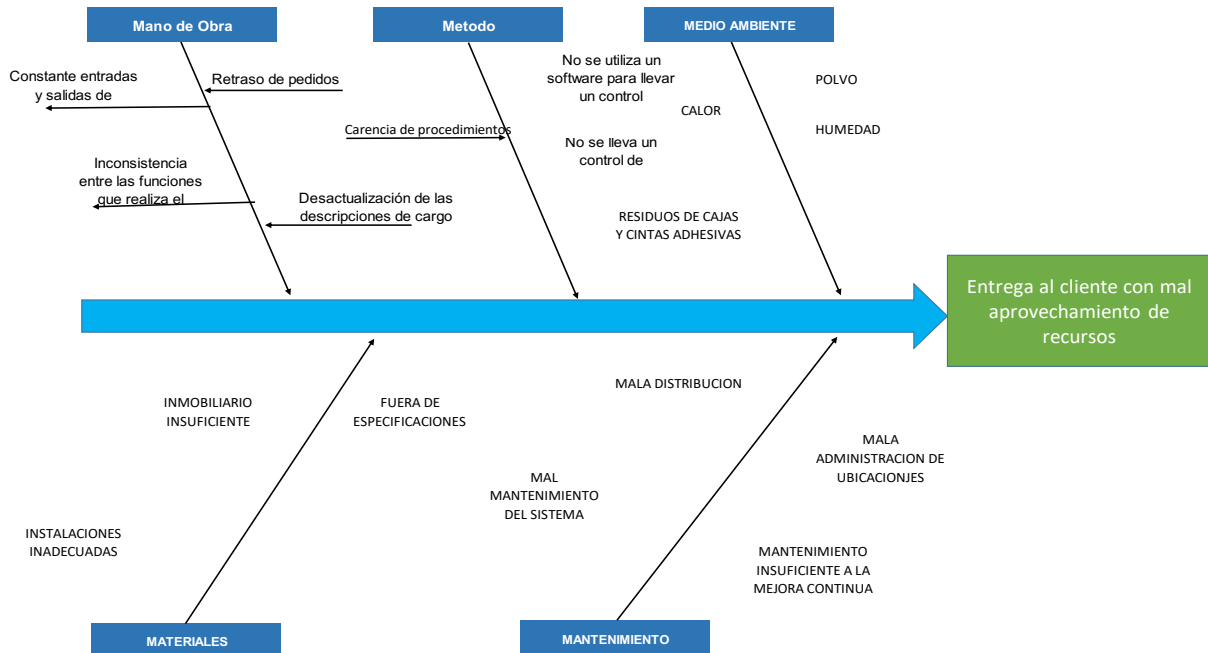 Mano de Obra
Metodo
MEDIO AMBIENTE
Constante entradas
y salidas de
Retraso de pedidos
Inconsistencia
entre las funciones
que realiza el
Desactualización de las
descripciones de cargo
Carencia de procedimientos
No se utiliza un
software para llevar
un control
No se lleva un
control de
CALOR
POLVO
HUMEDAD
RESIDUOS DE CAJAS
Y CINTAS ADHESIVAS
Entrega al cliente con mal
aprovechamiento de
recursos
INMOBILIARIO
INSUFICIENTE
FUERA DE
ESPECIFICACIONES
INSTALACIONES
INADECUADAS
MALA DISTRIBUCION
MAL
MANTENIMIENTO
DEL SISTEMA
MALA
ADMINISTRACION DE
UBICACIONJES
MANTENIMIENTO
INSUFICIENTE A LA
MEJORA CONTINUA
MATERIALES
MANTENIMIENTO